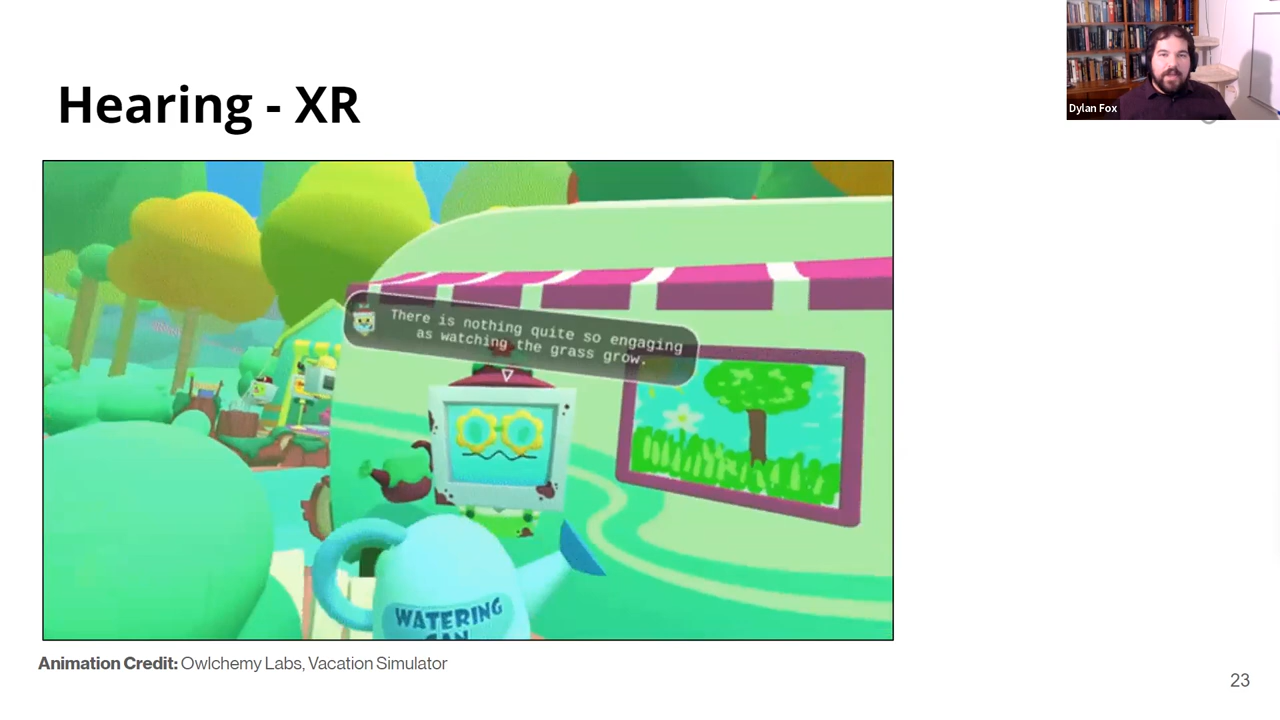 Hearing - XR
Dylan Fox
There is nothing quite so engaging
as watching the grass grow.
WATERING
CAN
Animation Credit: Owlchemy Labs, Vacation Simulator
23